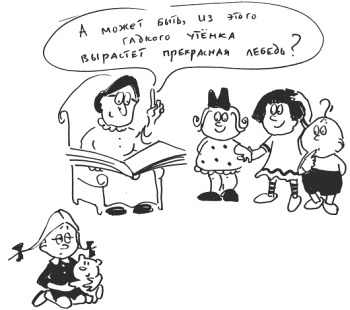 А может быть, из этого
гадкого утёнка
вырастет прекрасная лебедь?